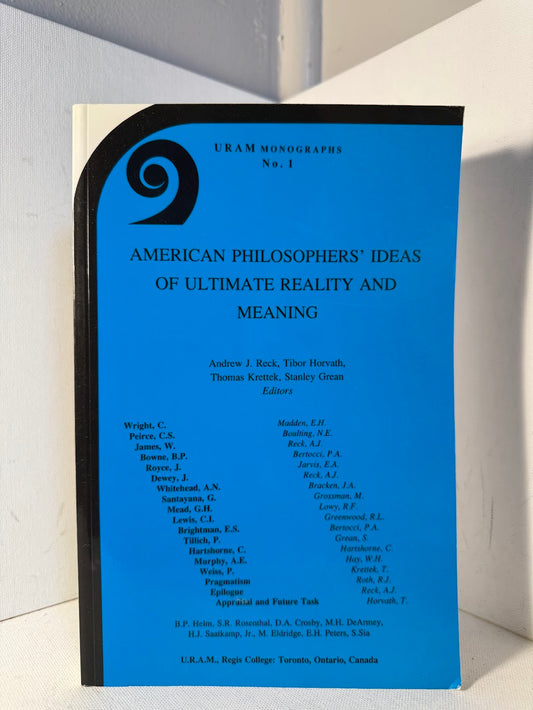 URAM MONOGRAPHS
No. 1
AMERICAN PHILOSOPHERS' IDEAS
OF ULTIMATE REALITY AND
MEANING
Andrew J. Reck, Tibor Horvath,
Thomas Krettek, Stanley Grean
Editors
Wright, C. Madden, E.H.
Peirce, C.S. Boulting, N.E.
James, W. Reck, A.J.
Bowne, B.P. Bertocci, P.A.
Royce, J. Jarvis, E.A.
Dewey, J. Reck, A.J.
Whitehead, A.N. Bracken, J.A.
Santayana, G. Grossman, M.
Mead, G.H. Lowy, R.F.
Lewis, C.I. Greenwood, R.L.
Brightman, E.S. Bertocci, P.A.
Tillich, P. Grean, S.
Hartshorne, C. Hartshorne, C.
Murphy, A.E. Hay, W.H.
Weiss, P. Krettek, T.
Pragmatism Roth, R.J.
Epilogue Reck, A.J.
Appraisal and Future Task Horvath, T.
B.P. Helm, S.R. Rosenthal, D.A. Crosby, M.H. DeArmey,
H.J. Saatkamp, Jr., M. Eldridge, E.H. Peters, S.Sia
U.R.A.M., Regis College: Toronto, Ontario, Canada